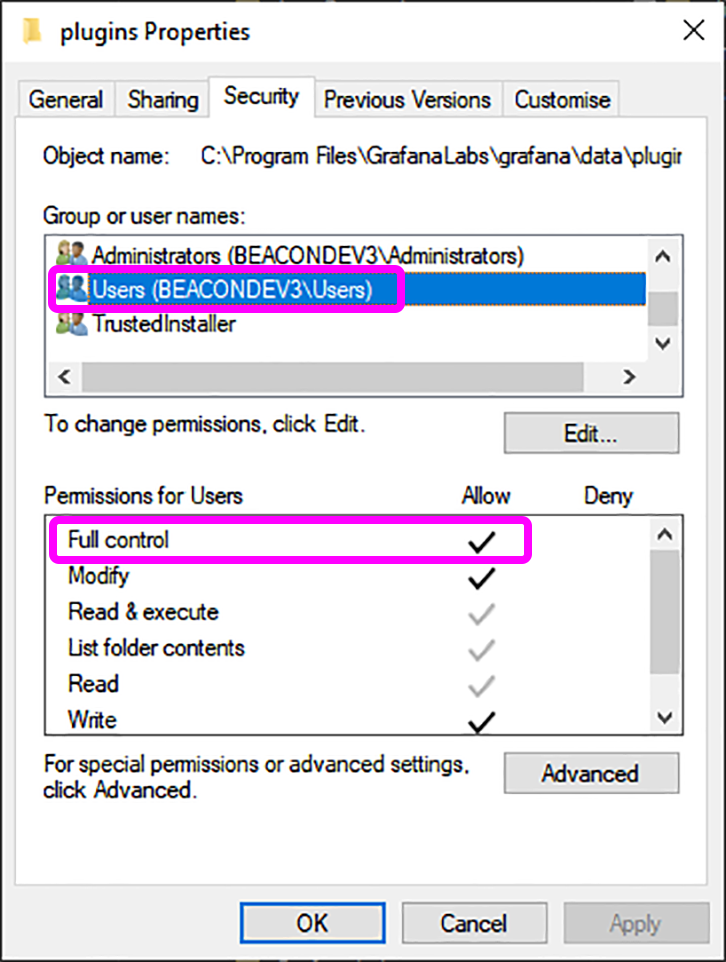 plugins Properties
General Sharing Security Previous Versions Customise
Object name: C:\Program Files\GrafanaLabs\grafana\data\plugin
Group or user names:
Administrators (BEACONDEV3\Administrators)
Users (BEACONDEV3\Users)
TrustedInstaller
To change permissions, click Edit.
Edit...
Permissions for Users Allow Deny
Full control
Modify
Read & execute
List folder contents
Read
Write
For special permissions or advanced settings,
click Advanced.
Advanced
OK Cancel Apply